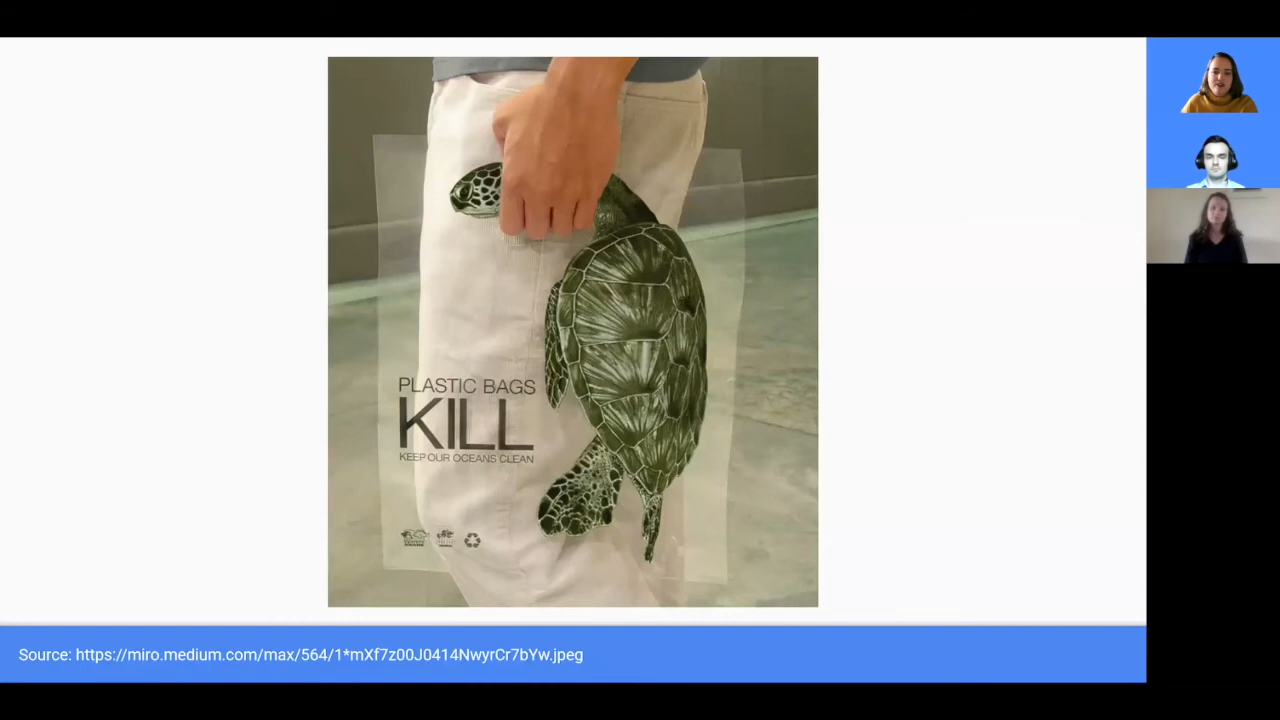 PLASTIC BAGS
KILL
KEEP OUR OCEANS CLEAN
Source: https://miro.medium.com/max/564/1*mXf7z00J0414NwyrCr7bYw.jpeg